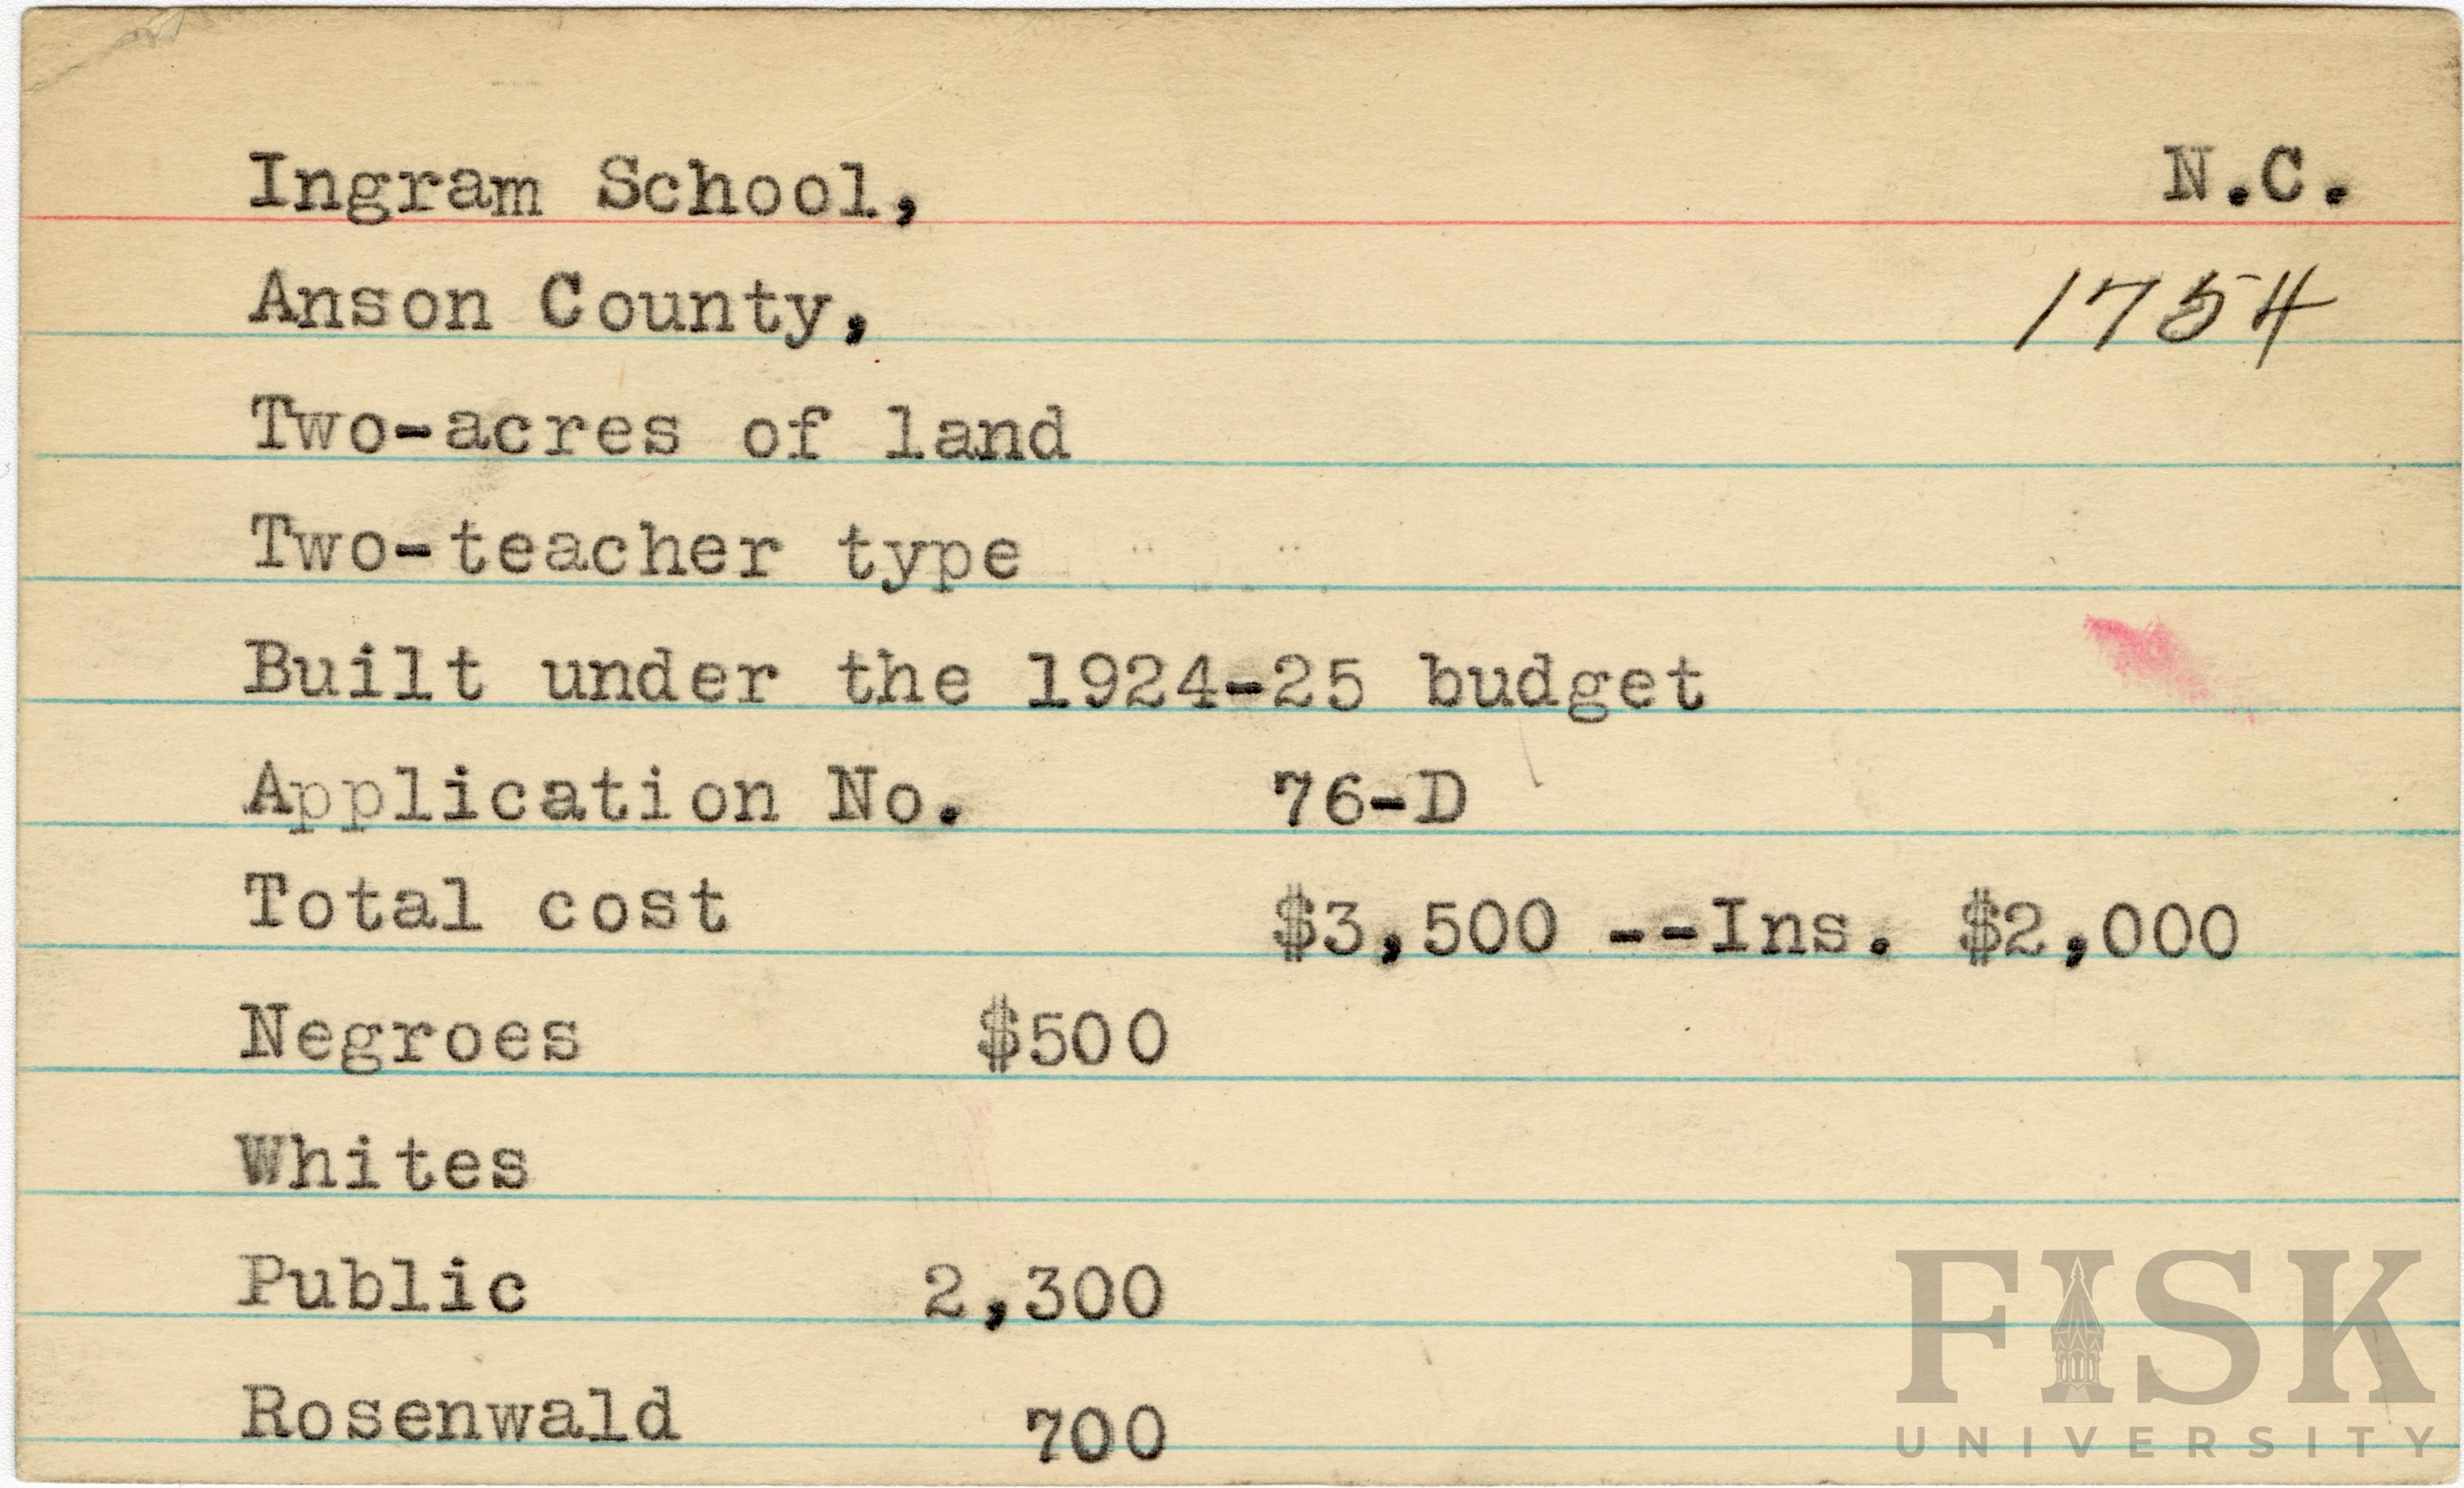 Ingram School, N.C.
Anson County, 1754
Two-acres of land
Two-teacher type
Built under the 1924-25 budget
Application No. 76-D
Total cost $3,500 --Ins. $2,000
Negroes $500
Whites
Public 2,300
Rosenwald 700
FISK
UNIVERSITY